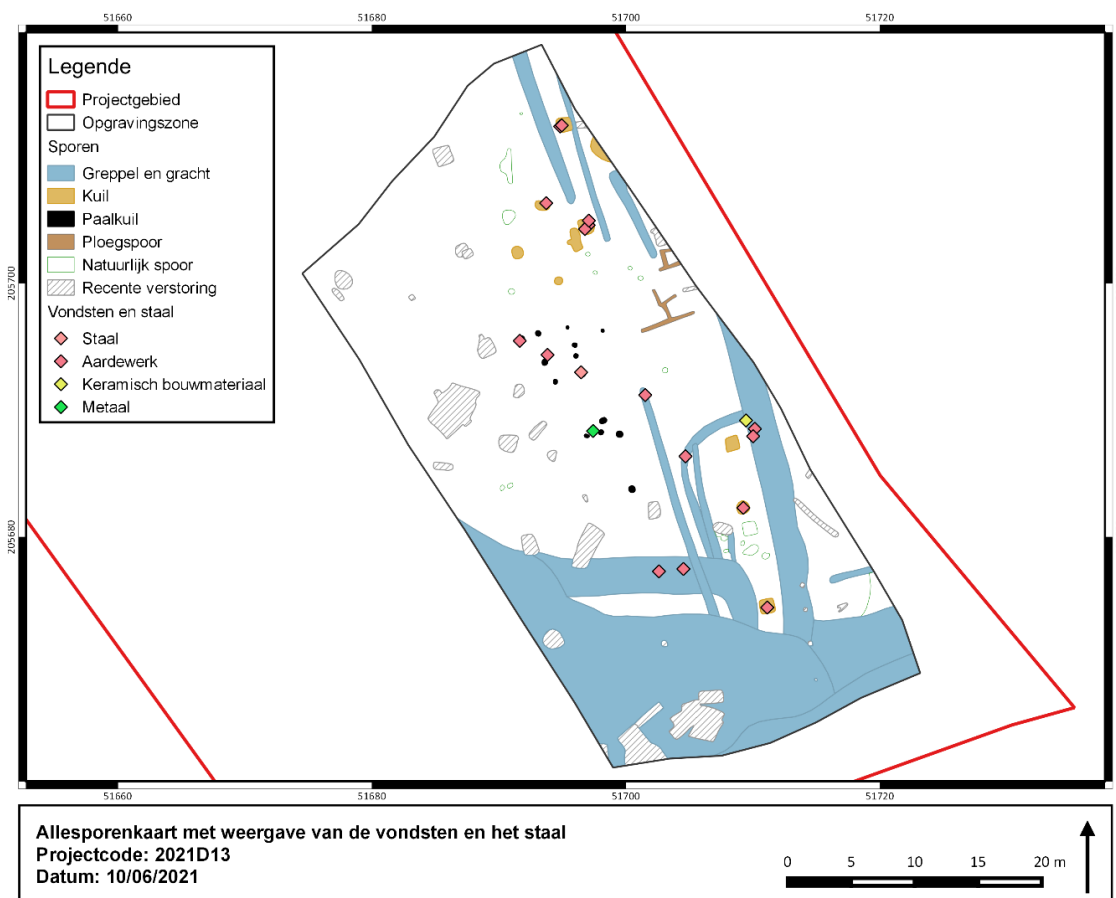 51660 51680 51700 51720
Legende
Projectgebied
Opgravingszone
Sporen
Greppel en gracht
Kuil
Paalkuil
Ploegspoor
Natuurlijk spoor
Recente verstoring
Vondsten en staal
Staal
Aardewerk
Keramisch bouwmateriaal
Metaal
205700
205680
51660 51680 51700 51720
Allesporenkaart met weergave van de vondsten en het staal
Projectcode: 2021D13
Datum: 10/06/2021
0 5 10 15 20 m